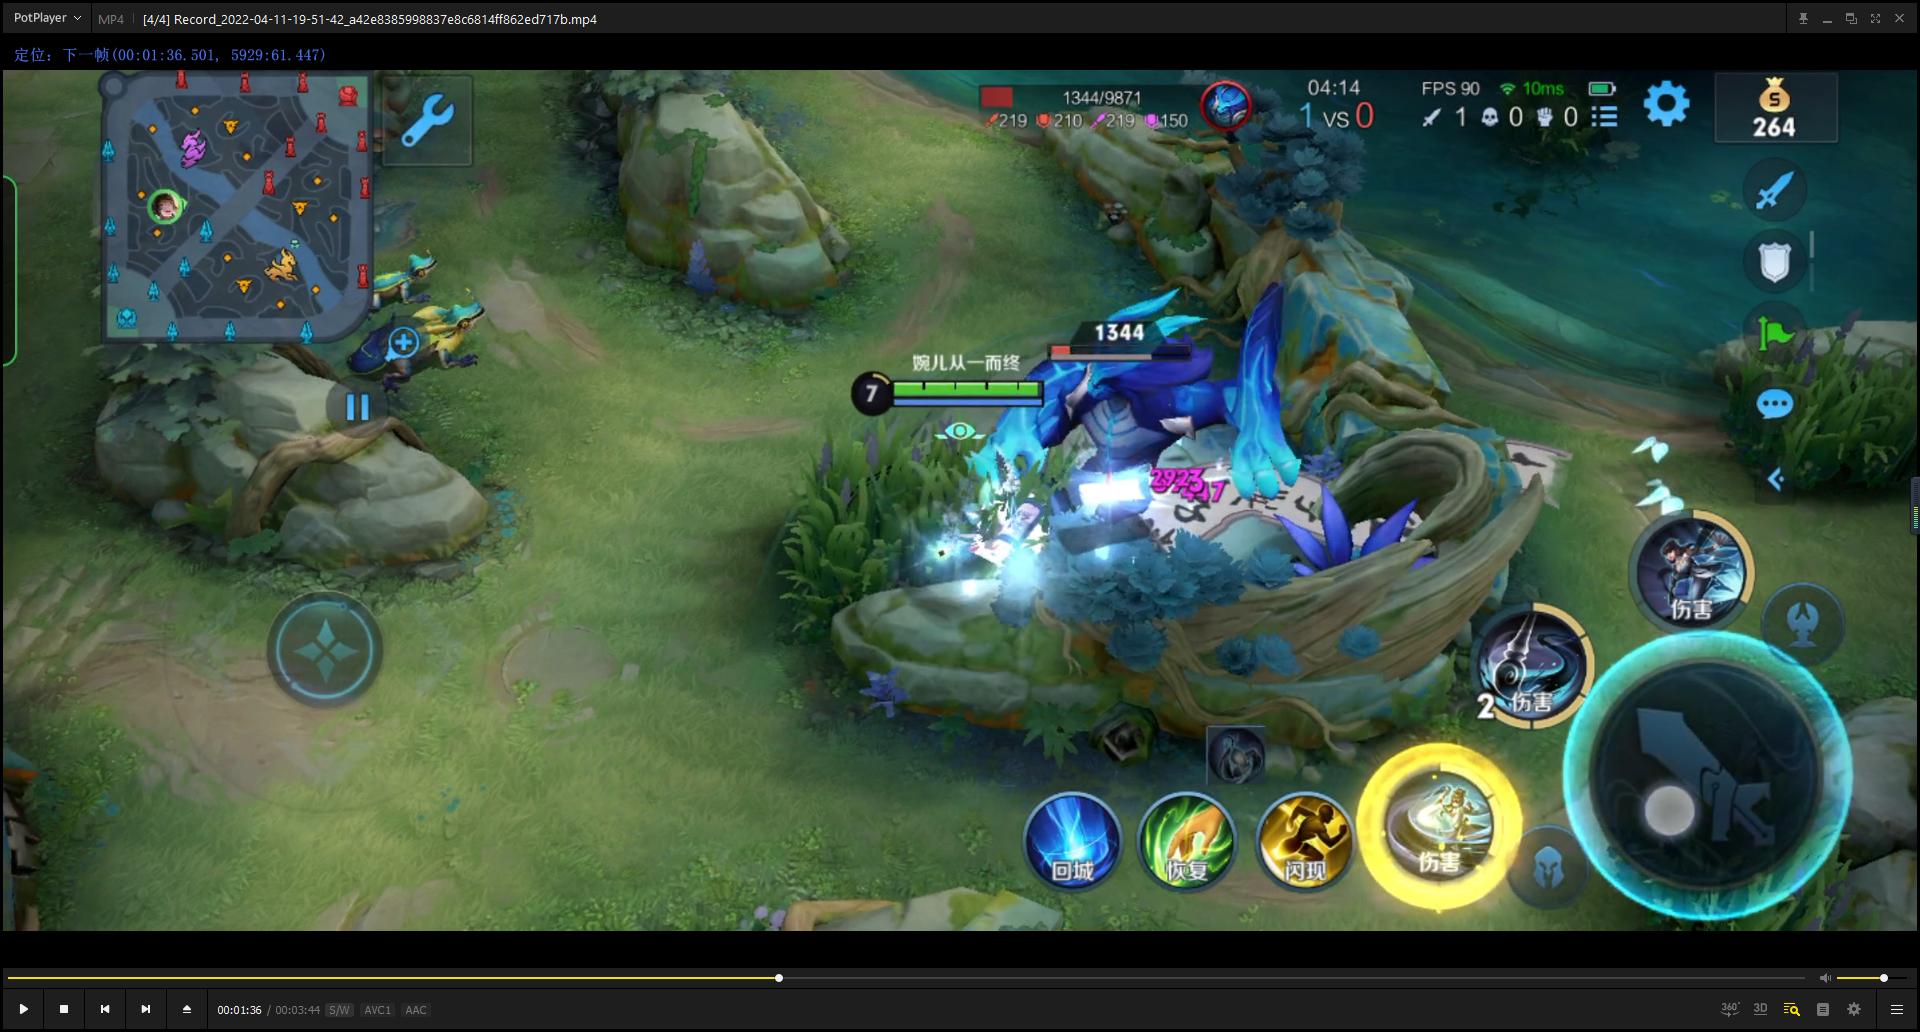 PotPlayer MP4 [4/4] Record_2022-04-11-19-51-42_a42e8385998837e8c6814ff862ed717b.mp4
定位: 下一帧(00:01:36.501, 5929:61.447)
1344/9871
219 210 219 150
04:14
1 VS 0
FPS 90 10ms
1 0 0
S
264
1344
婉儿从一而终
7
2923
447
伤害
2 伤害
伤害
回城 恢复 闪现
00:01:36 / 00:03:44 S/W AVC1 AAC
360° 3D